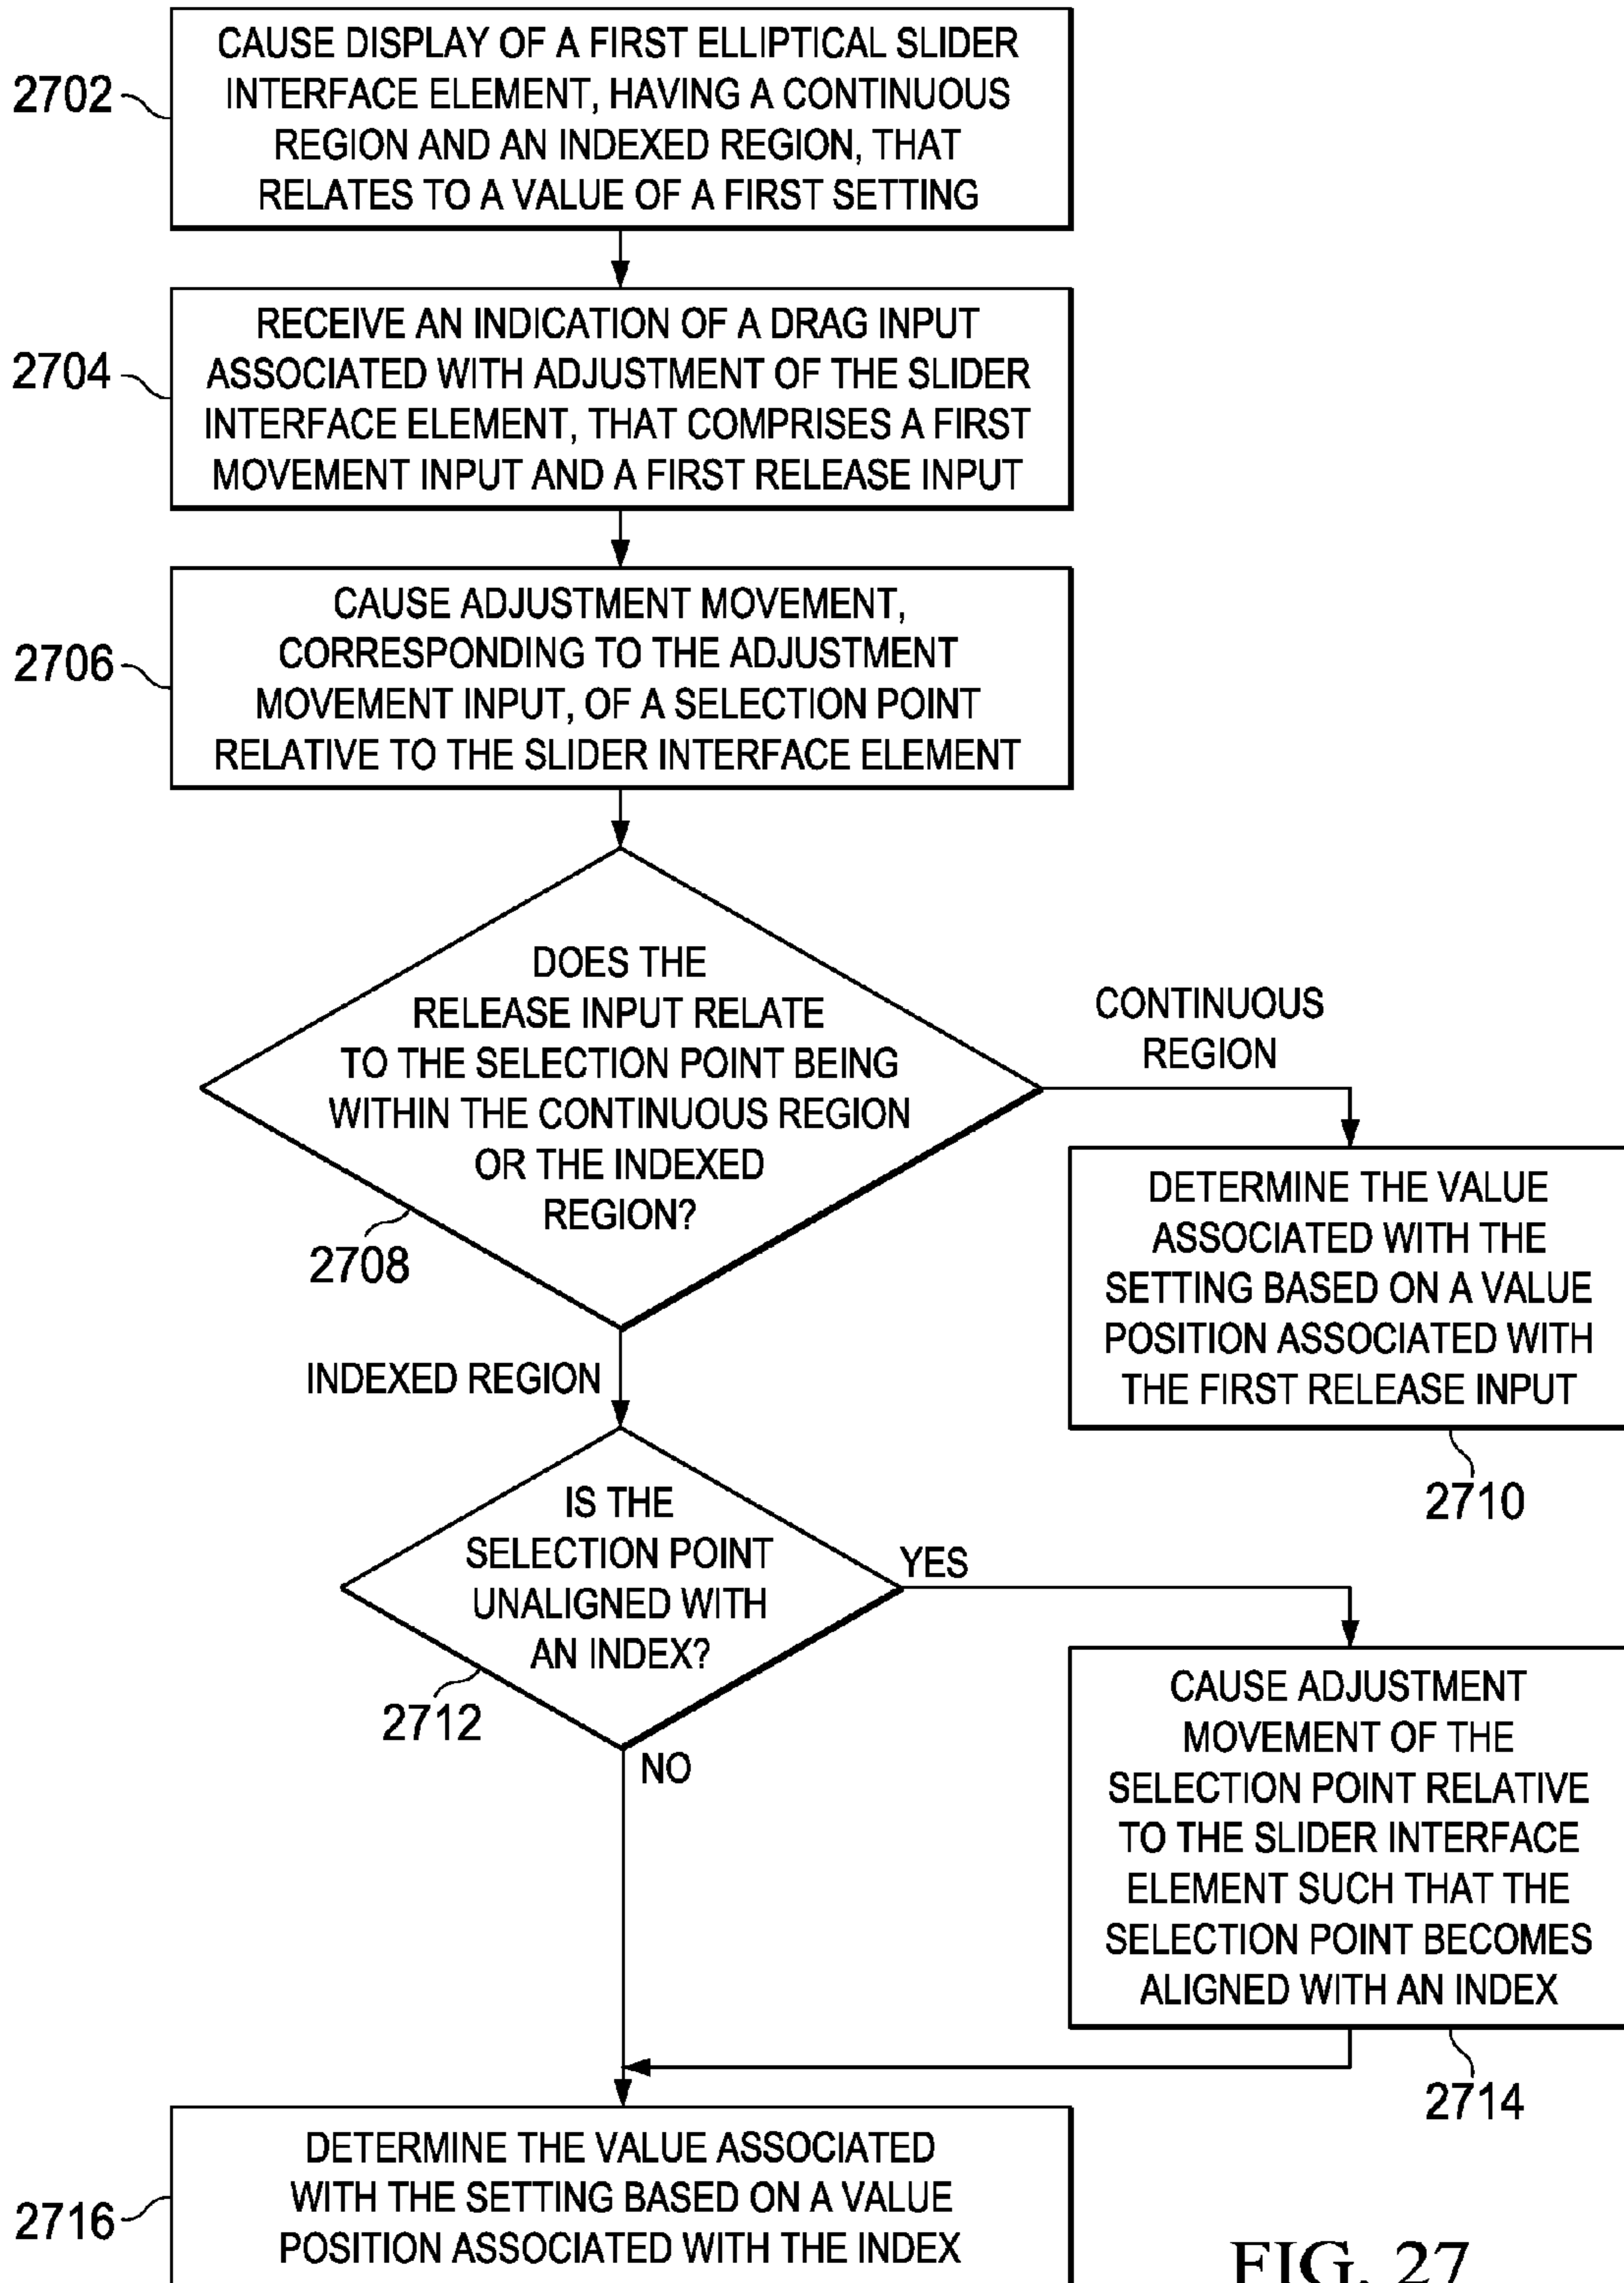 CAUSE DISPLAY OF A FIRST ELLIPTICAL SLIDER
INTERFACE ELEMENT, HAVING A CONTINUOUS
REGION AND AN INDEXED REGION, THAT
RELATES TO A VALUE OF A FIRST SETTING
2702
RECEIVE AN INDICATION OF A DRAG INPUT
ASSOCIATED WITH ADJUSTMENT OF THE SLIDER
INTERFACE ELEMENT, THAT COMPRISES A FIRST
MOVEMENT INPUT AND A FIRST RELEASE INPUT
2704
CAUSE ADJUSTMENT MOVEMENT,
CORRESPONDING TO THE ADJUSTMENT
MOVEMENT INPUT, OF A SELECTION POINT
RELATIVE TO THE SLIDER INTERFACE ELEMENT
2706
DOES THE
RELEASE INPUT RELATE
TO THE SELECTION POINT BEING
WITHIN THE CONTINUOUS REGION
OR THE INDEXED
REGION?
2708
CONTINUOUS
REGION
DETERMINE THE VALUE
ASSOCIATED WITH THE
SETTING BASED ON A VALUE
POSITION ASSOCIATED WITH
THE FIRST RELEASE INPUT
2710
INDEXED REGION
IS THE
SELECTION POINT
UNALIGNED WITH
AN INDEX?
2712
YES
NO
CAUSE ADJUSTMENT
MOVEMENT OF THE
SELECTION POINT RELATIVE
TO THE SLIDER INTERFACE
ELEMENT SUCH THAT THE
SELECTION POINT BECOMES
ALIGNED WITH AN INDEX
2714
DETERMINE THE VALUE ASSOCIATED
WITH THE SETTING BASED ON A VALUE
POSITION ASSOCIATED WITH THE INDEX
2716
FIG. 27